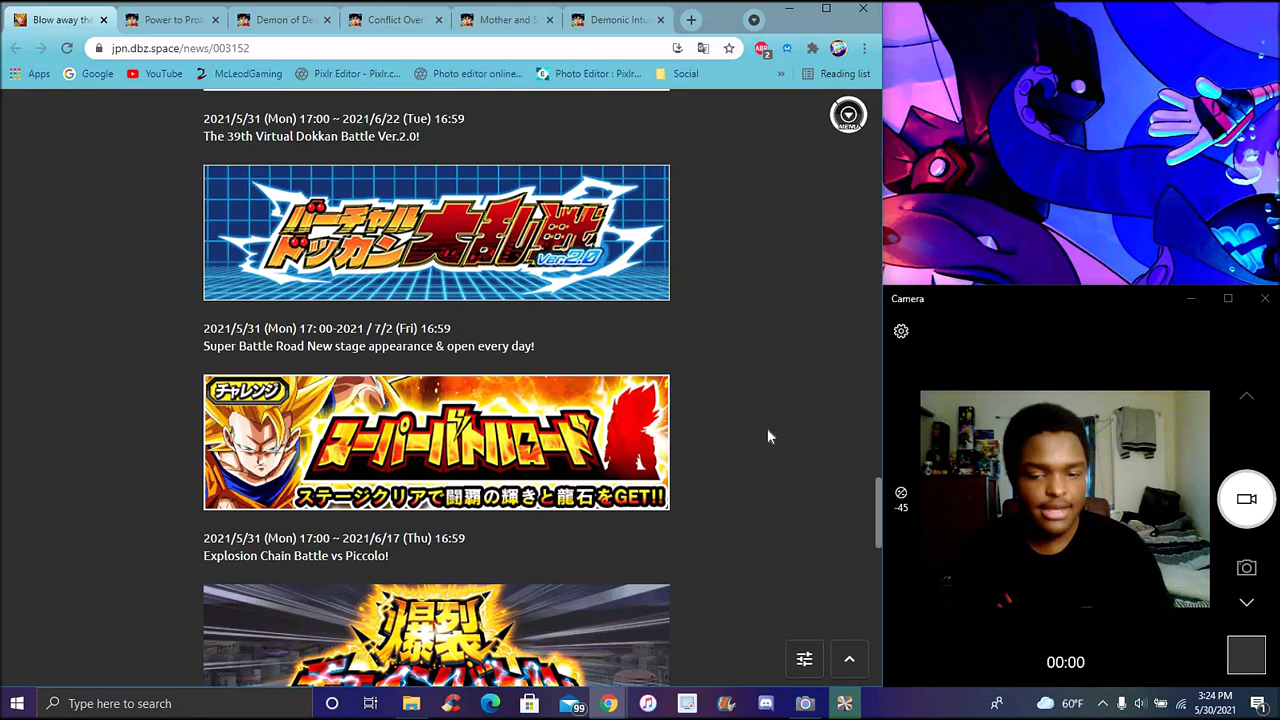 Blow away the
Power to Prot
Demon of De
Conflict Over
Mother and S
Demonic Intu
jpn.dbz.space/news/003152
ABP
2
Apps
Google
YouTube
McLeodGaming
Pixlr Editor - Pixlr.c...
Photo editor online...
Photo Editor : Pixlr...
Social
»
Reading list
MENU
2021/5/31 (Mon) 17:00 ~ 2021/6/22 (Tue) 16:59
The 39th Virtual Dokkan Battle Ver.2.0!
バーチャル
ドッカン大乱戦
Ver.2.0
2021/5/31 (Mon) 17: 00-2021 / 7/2 (Fri) 16:59
Super Battle Road New stage appearance & open every day!
チャレンジ
スーパーバトルロード
ステージクリアで闘覇の輝きと龍石をGET!!
2021/5/31 (Mon) 17:00 ~ 2021/6/17 (Thu) 16:59
Explosion Chain Battle vs Piccolo!
爆裂
Camera
-45
00:00
Type here to search
99
60°F
3:24 PM
5/30/2021
1